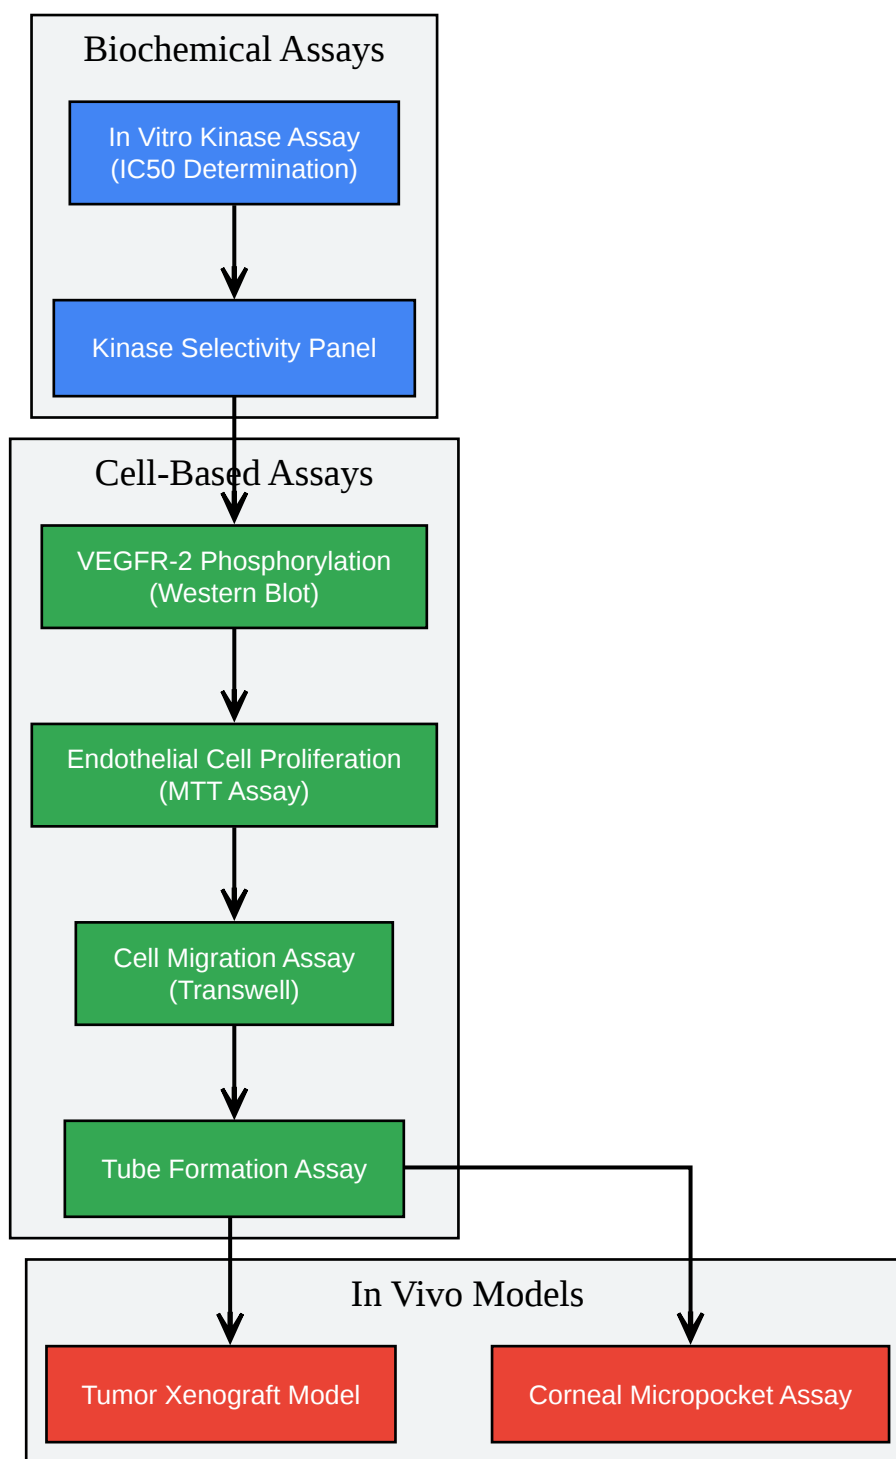 Biochemical Assays
In Vitro Kinase Assay
(IC50 Determination)
Kinase Selectivity Panel
Cell-Based Assays
VEGFR-2 Phosphorylation
(Western Blot)
Endothelial Cell Proliferation
(MTT Assay)
Cell Migration Assay
(Transwell)
Tube Formation Assay
In Vivo Models
Tumor Xenograft Model
Corneal Micropocket Assay